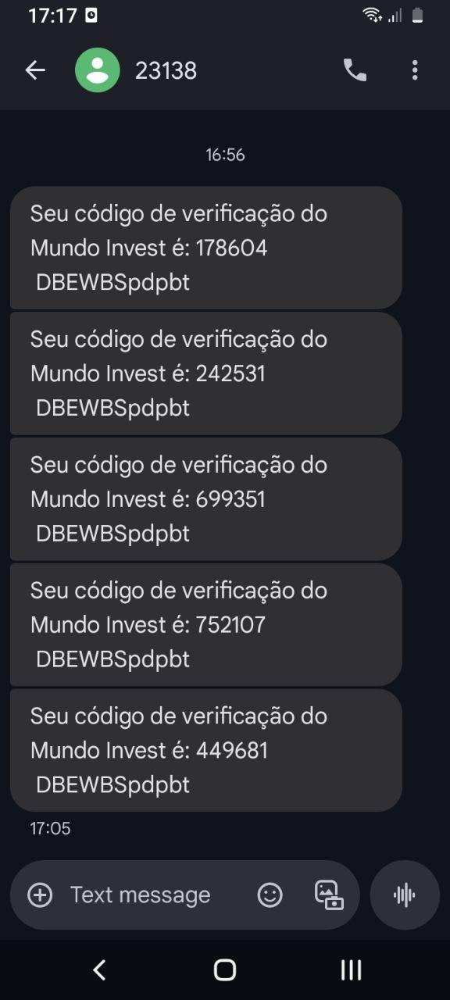 17:17
23138
16:56
Seu código de verificação do
Mundo Invest é: 178604
DBEWBSpdpbt
Seu código de verificação do
Mundo Invest é: 242531
DBEWBSpdpbt
Seu código de verificação do
Mundo Invest é: 699351
DBEWBSpdpbt
Seu código de verificação do
Mundo Invest é: 752107
DBEWBSpdpbt
Seu código de verificação do
Mundo Invest é: 449681
DBEWBSpdpbt
17:05
Text message